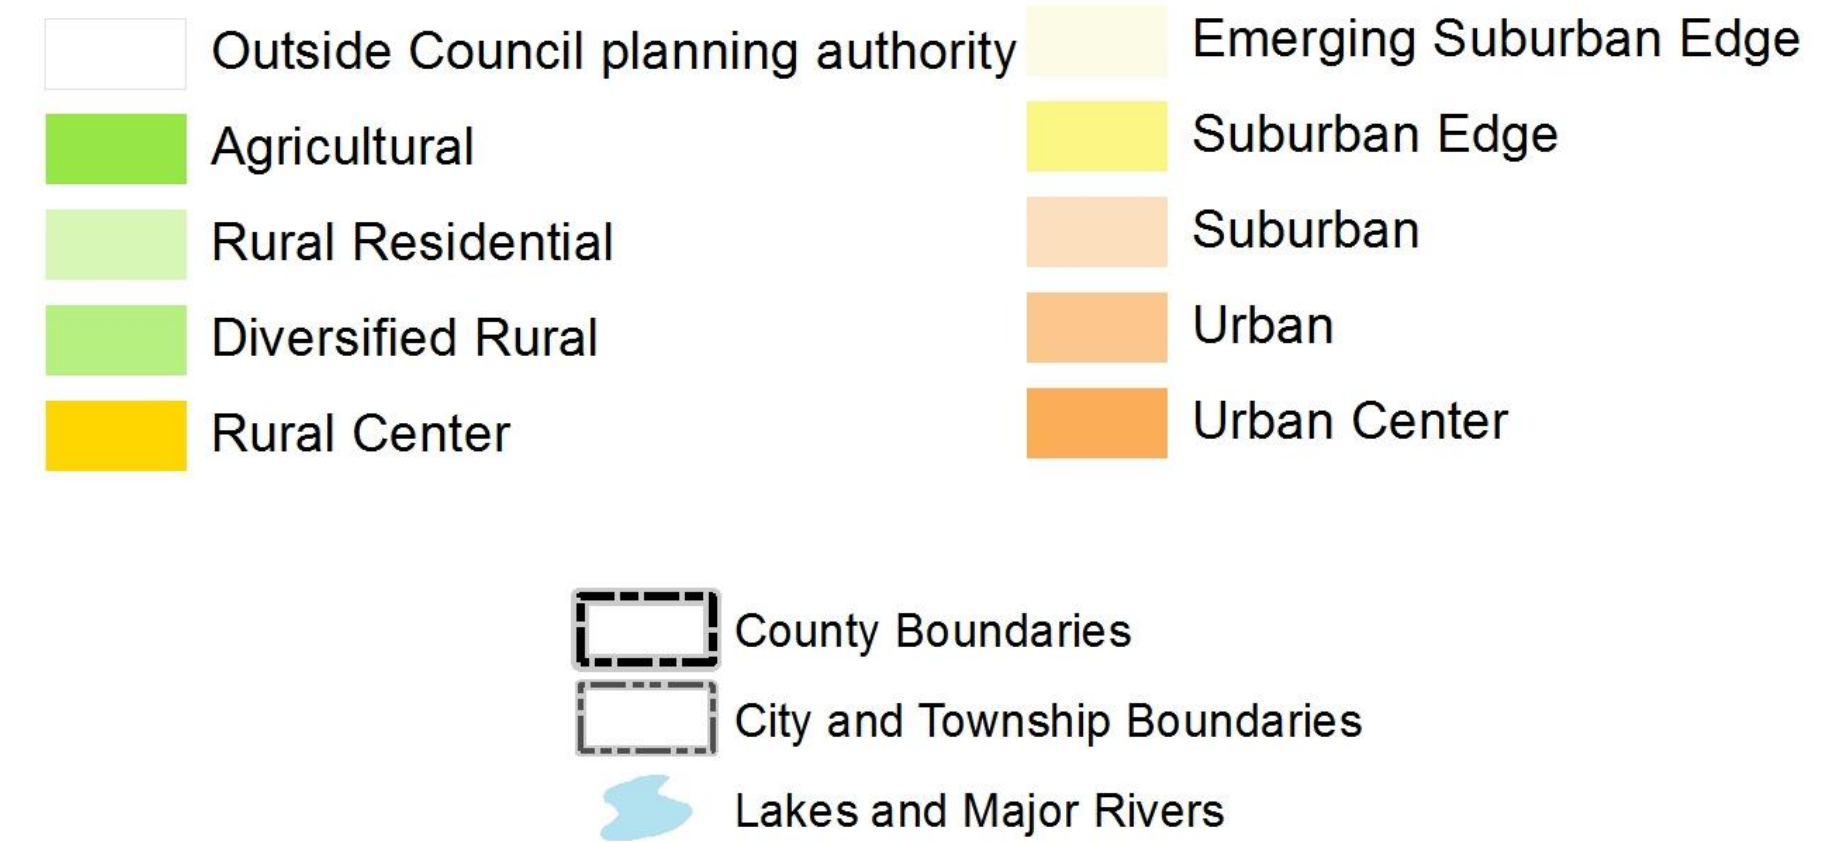 Outside Council planning authority
Agricultural
Rural Residential
Diversified Rural
Rural Center
Emerging Suburban Edge
Suburban Edge
Suburban
Urban
Urban Center
County Boundaries
City and Township Boundaries
Lakes and Major Rivers